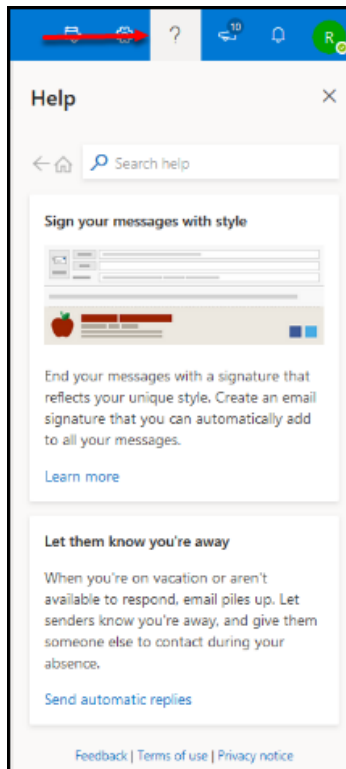 ?
10
R
Help
Search help
Sign your messages with style
End your messages with a signature that
reflects your unique style. Create an email
signature that you can automatically add
to all your messages.
Learn more
Let them know you're away
When you're on vacation or aren't
available to respond, email piles up. Let
senders know you're away, and give them
someone else to contact during your
absence.
Send automatic replies
Feedback | Terms of use | Privacy notice